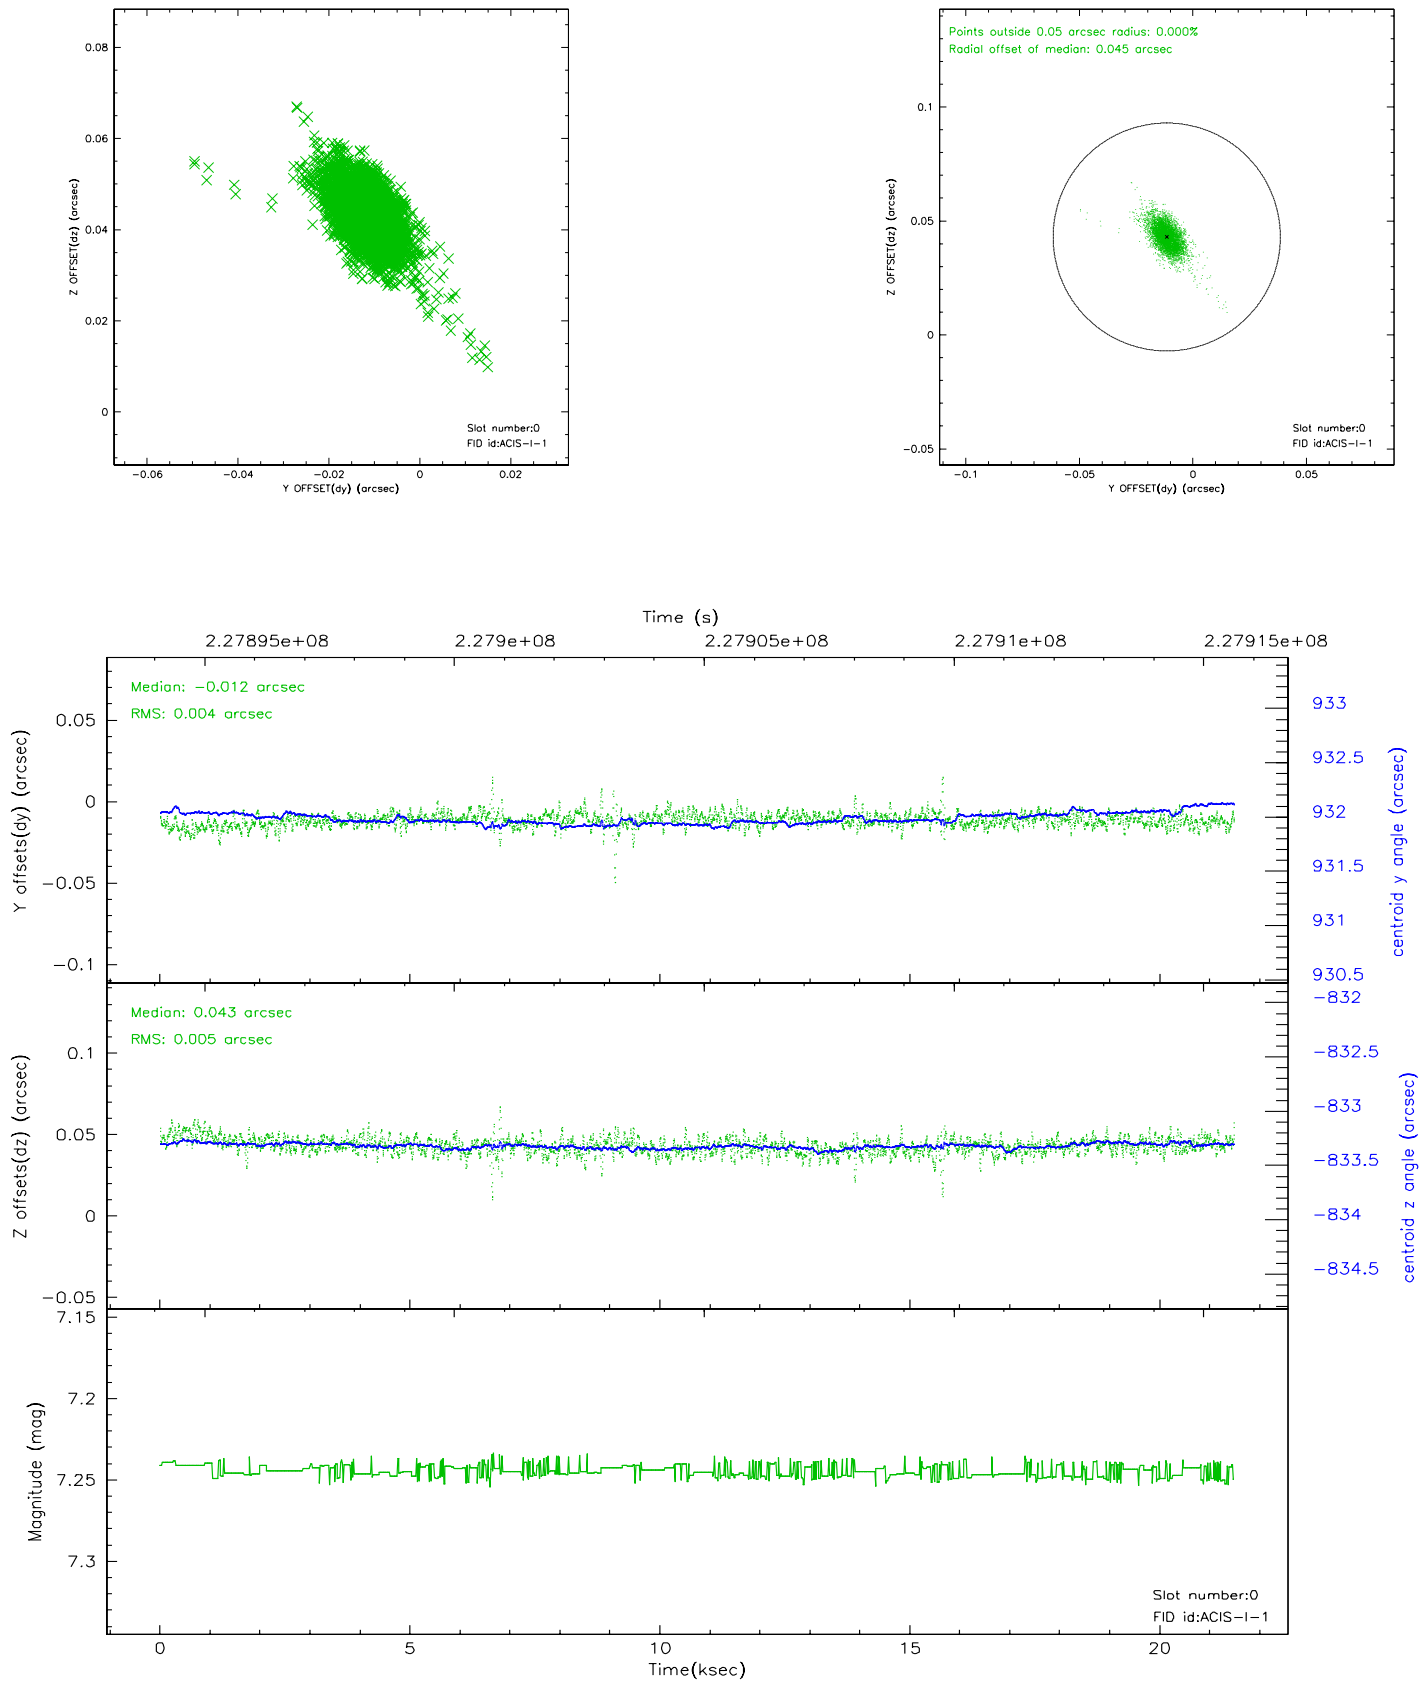 0.08
0.06
0.04
0.02
0
Z OFFSET(dz) (arcsec)
Slot number:0
FID id:ACIS-I-1
-0.06
-0.04
-0.02
0
0.02
Y OFFSET(dy) (arcsec)
Points outside 0.05 arcsec radius: 0.000%
Radial offset of median: 0.045 arcsec
0.1
0.05
0
-0.05
Z OFFSET(dz) (arcsec)
Slot number:0
FID id:ACIS-I-1
-0.1
-0.05
0
0.05
Y OFFSET(dy) (arcsec)
Time (s)
2.27895e+08
2.279e+08
2.27905e+08
2.2791e+08
2.27915e+08
Median: -0.012 arcsec
RMS: 0.004 arcsec
0.05
0
-0.05
-0.1
Y offsets(dy) (arcsec)
933
932.5
932
931.5
931
930.5
centroid y angle (arcsec)
Median: 0.043 arcsec
RMS: 0.005 arcsec
0.1
0.05
0
-0.05
Z offsets(dz) (arcsec)
-832
-832.5
-833
-833.5
-834
-834.5
centroid z angle (arcsec)
7.15
7.2
7.25
7.3
Magnitude (mag)
Slot number:0
FID id:ACIS-I-1
0
5
10
15
20
Time(ksec)